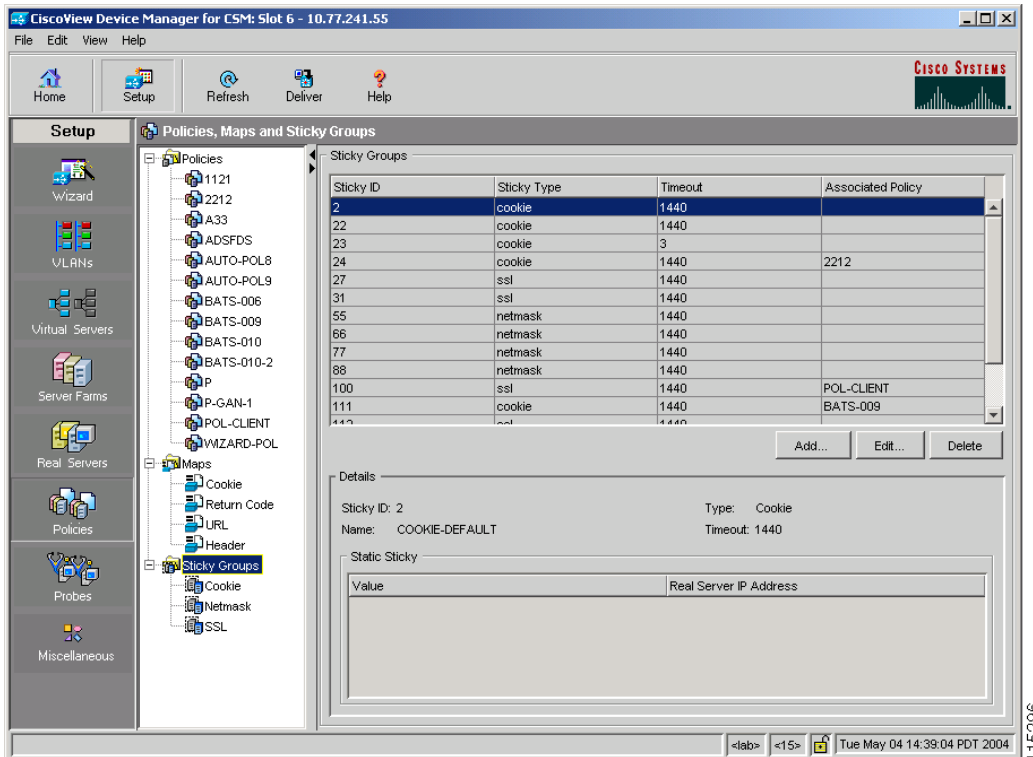 CiscoView Device Manager for CSM: Slot 6 - 10.77.241.55
File Edit View Help
Home Setup Refresh Deliver Help
CISCO SYSTEMS
Setup
Wizard
VLANs
Virtual Servers
Server Farms
Real Servers
Policies
Probes
Miscellaneous
Policies, Maps and Sticky Groups
Policies
1121
2212
A33
ADSFDS
AUTO-POL8
AUTO-POL9
BATS-006
BATS-009
BATS-010
BATS-010-2
P
P-GAN-1
POL-CLIENT
WIZARD-POL
Maps
Cookie
Return Code
URL
Header
Sticky Groups
Cookie
Netmask
SSL
Sticky Groups
Sticky ID Sticky Type Timeout Associated Policy
2 cookie 1440
22 cookie 1440
23 cookie 3
24 cookie 1440 2212
27 ssl 1440
31 ssl 1440
55 netmask 1440
66 netmask 1440
77 netmask 1440
88 netmask 1440
100 ssl 1440 POL-CLIENT
111 cookie 1440 BATS-009
ssl 1440
Add... Edit... Delete
Details
Sticky ID: 2 Type: Cookie
Name: COOKIE-DEFAULT Timeout: 1440
Static Sticky
Value Real Server IP Address
<lab> <15> Tue May 04 14:39:04 PDT 2004